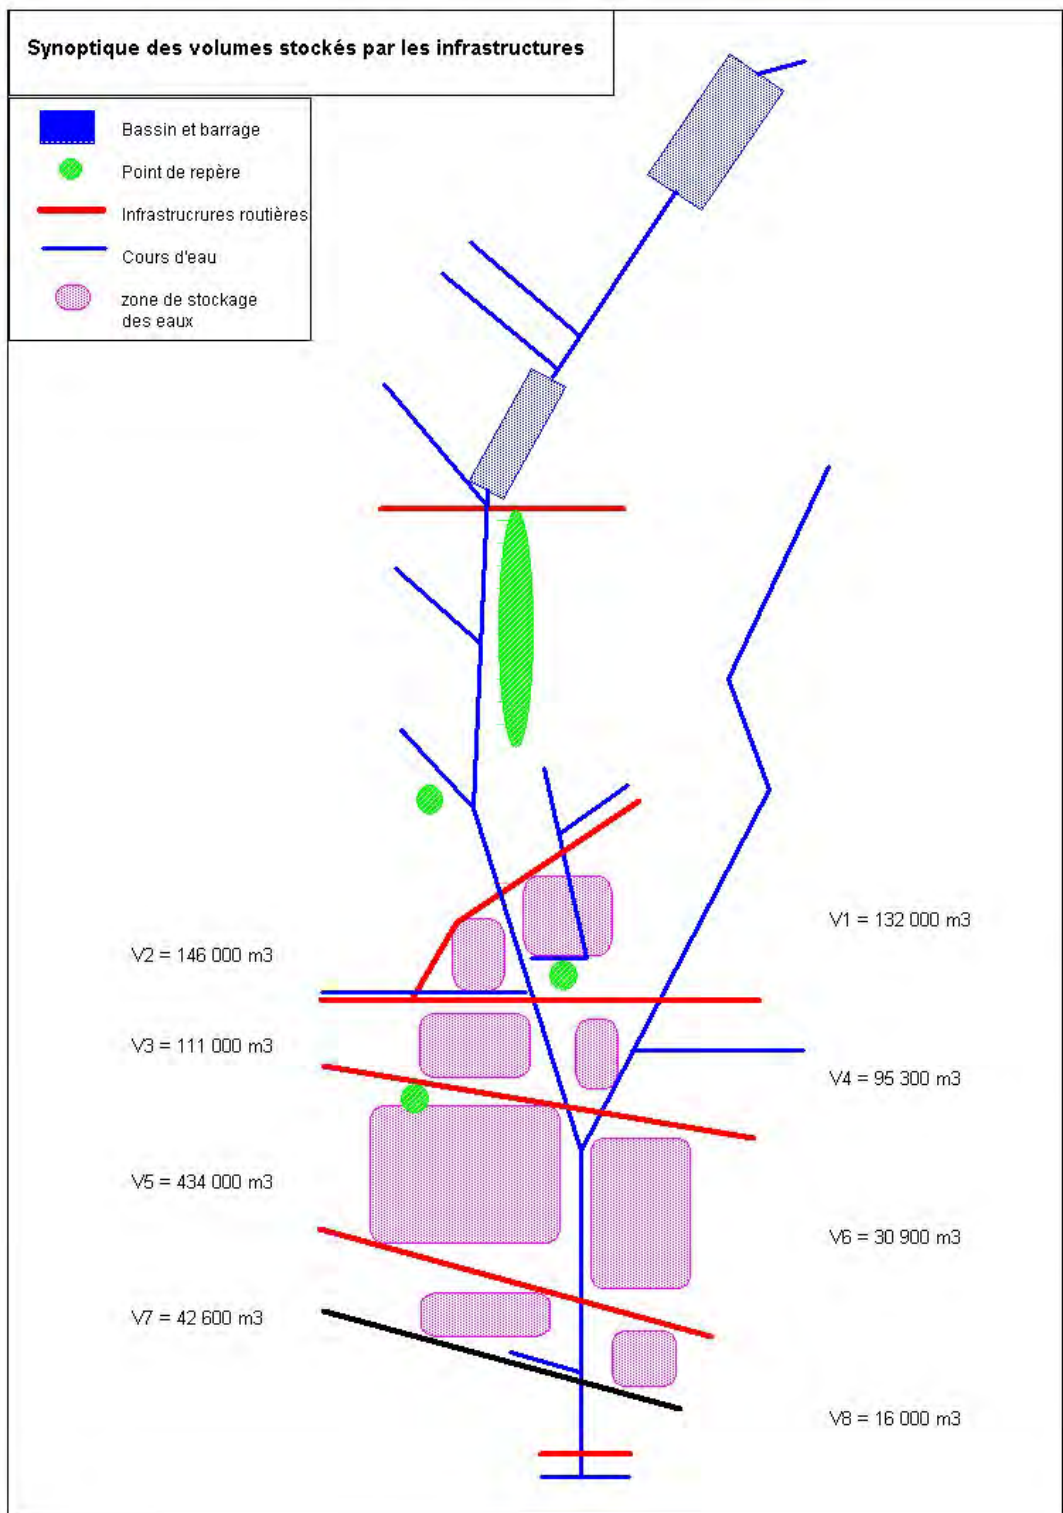 Synoptique des volumes stockés par les infrastructures
Bassin et barrage
Point de repère
Infrastrucrures routières
Cours d'eau
zone de stockage
des eaux
V1 = 132 000 m3
V2 = 146 000 m3
V3 = 111 000 m3
V4 = 95 300 m3
V5 = 434 000 m3
V6 = 30 900 m3
V7 = 42 600 m3
V8 = 16 000 m3